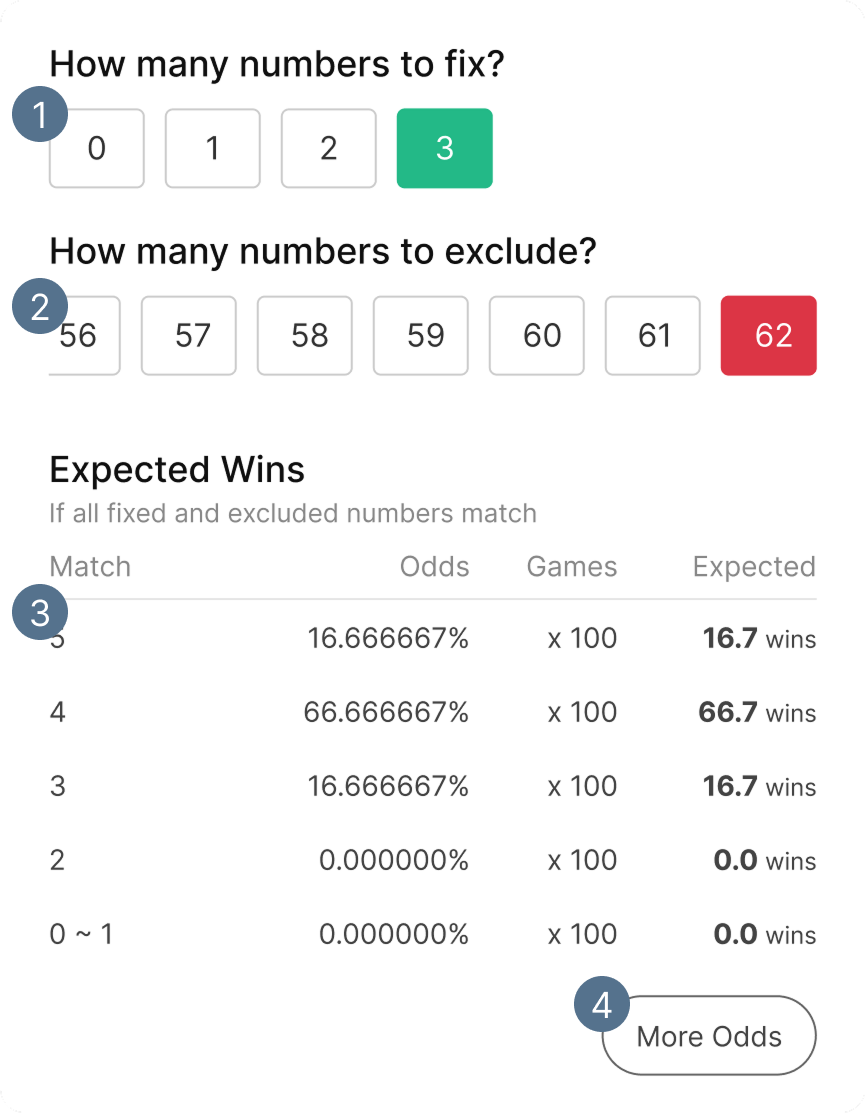 How many numbers to fix?
1
0 1 2 3
How many numbers to exclude?
2
56 57 58 59 60 61 62
Expected Wins
If all fixed and excluded numbers match
Match Odds Games Expected
3
5 16.666667% x 100 16.7 wins
4 66.666667% x 100 66.7 wins
3 16.666667% x 100 16.7 wins
2 0.000000% x 100 0.0 wins
0 ~ 1 0.000000% x 100 0.0 wins
4
More Odds